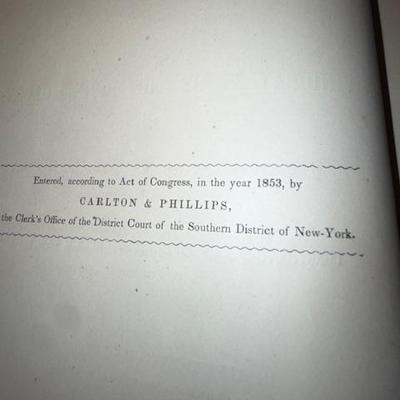 Entered, according to Act of Congress, in the year 1853, by
CARLTON & PHILLIPS,
the Clerk's Office of the District Court of the Southern District of New-York.